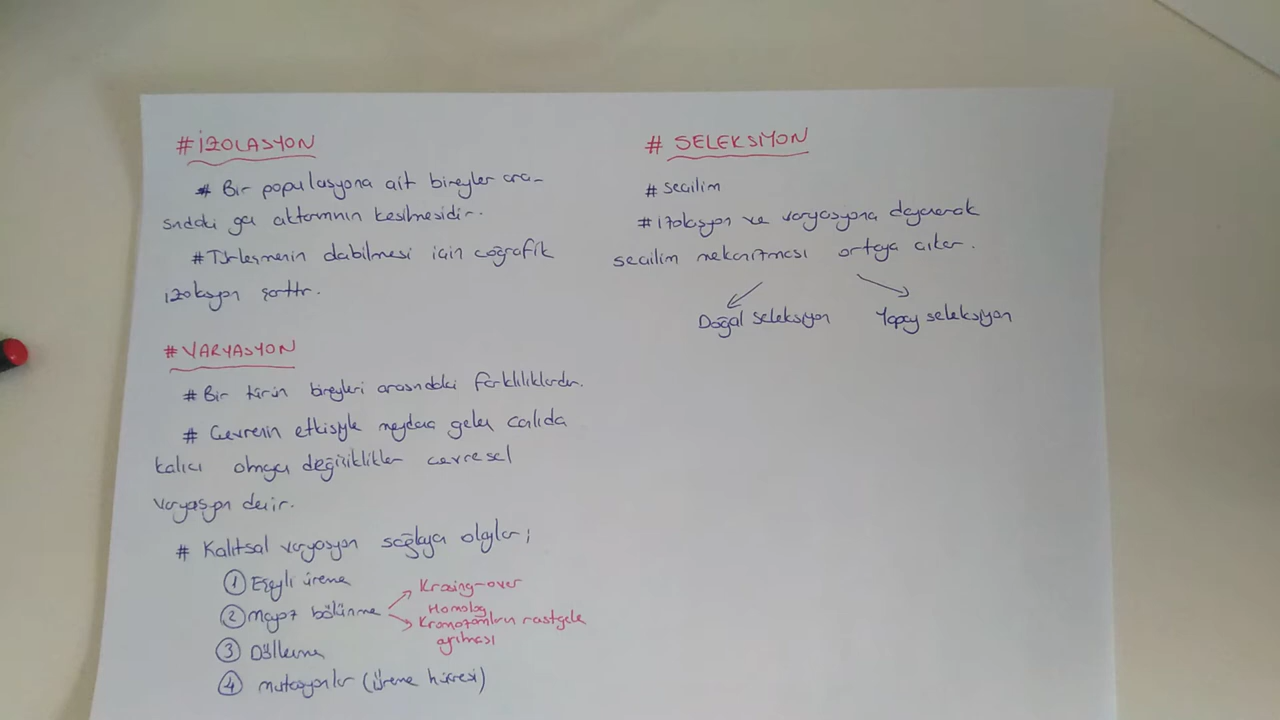 # İZOLASYON
# Bir populasyona ait bireyler ara-
sındaki gen aktarımının kesilmesidir.
# Türleşmenin olabilmesi için coğrafik
izolasyon şarttır.
# VARYASYON
# Bir türün bireyleri arasındaki farklılıklardır.
# Çevrenin etkisiyle meydana gelen
kalıcı olmayan değişiklikler çevresel
varyasyon denir.
# Kalıtsal varyasyon sağlayan olaylar;
1 Eşeyli üreme
2 Mayoz bölünme
Krosing-over
Homolog
Kromozomların rastgele
ayrılması
3 Döllenme
4 mutasyonlar (üreme hücresi)
# SELEKSİYON
# seçilim
# izolasyon ve varyasyona dayanarak
seçilim mekanizması ortaya çıkar.
Doğal seleksiyon Yapay seleksiyon